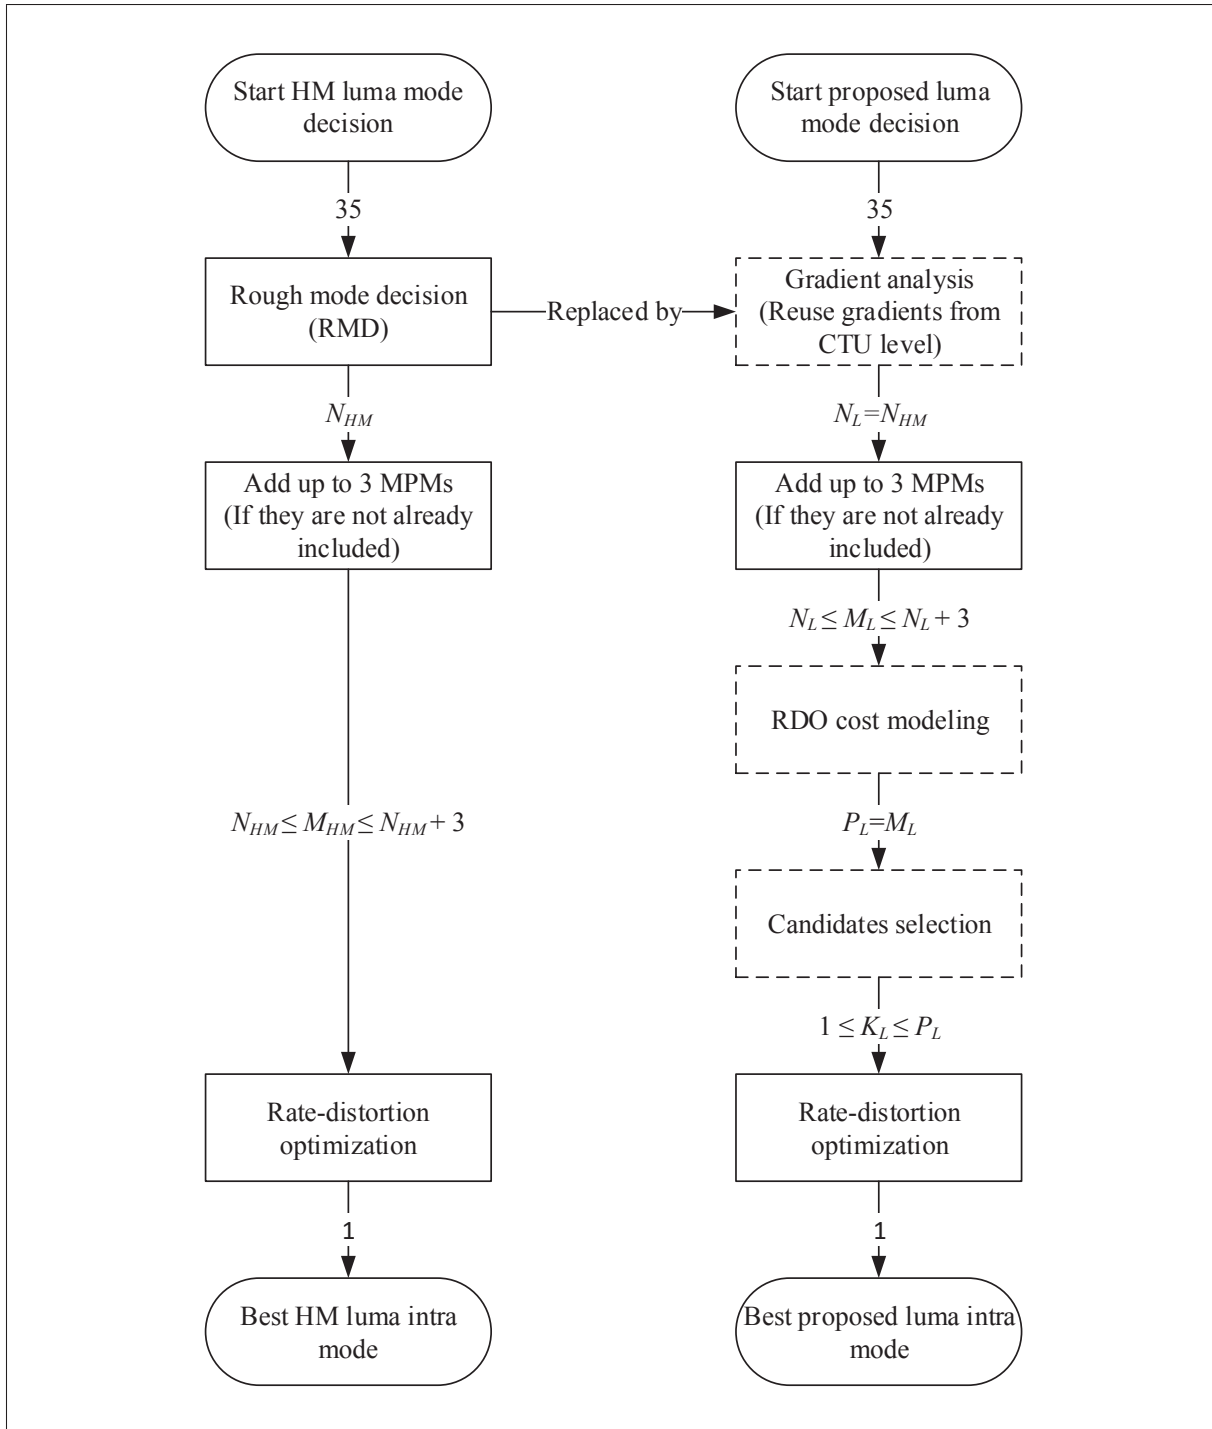 Start HM luma mode
decision
35
Rough mode decision
(RMD)
N_HM
Add up to 3 MPMs
(If they are not already
included)
N_HM ≤ M_HM ≤ N_HM + 3
Rate-distortion
optimization
1
Best HM luma intra
mode
Replaced by
Start proposed luma
mode decision
35
Gradient analysis
(Reuse gradients from
CTU level)
N_L=N_HM
Add up to 3 MPMs
(If they are not already
included)
N_L ≤ M_L ≤ N_L + 3
RDO cost modeling
P_L=M_L
Candidates selection
1 ≤ K_L ≤ P_L
Rate-distortion
optimization
1
Best proposed luma intra
mode